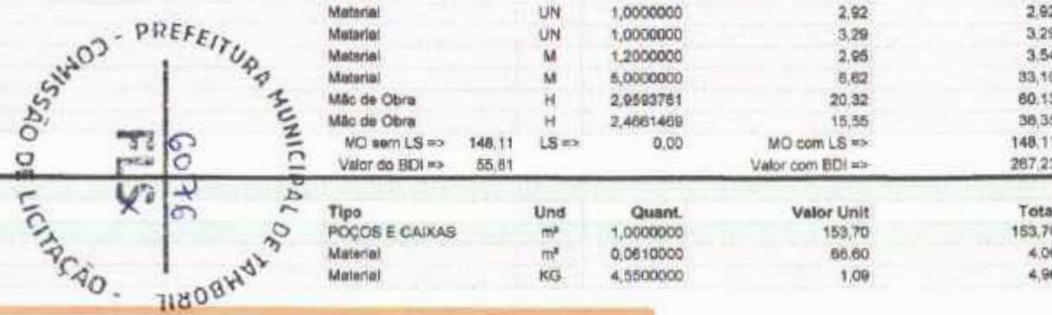 Material UN 1,0000000 2,92 2,92
Material UN 1,0000000 3,29 3,29
Material M 1,2000000 2,95 3,54
Material M 5,0000000 6,62 33,10
Mão de Obra H 2,9593761 20,32 60,13
Mão de Obra H 2,4661469 15,55 38,35
MO sem LS => 148,11 LS => 0,00 MO com LS => 148,11
Valor do BDI => 55,81 Valor com BDI => 267,23
Tipo Und Quant. Valor Unit Total
POÇOS E CAIXAS m³ 1,0000000 153,70 153,70
Material m³ 0,0610000 66,60 4,06
Material KG 4,5500000 1,09 4,96
COMISSÃO DE LICITAÇÃO - PREFEITURA MUNICIPAL DE TAMBORIL -
6076
FLS